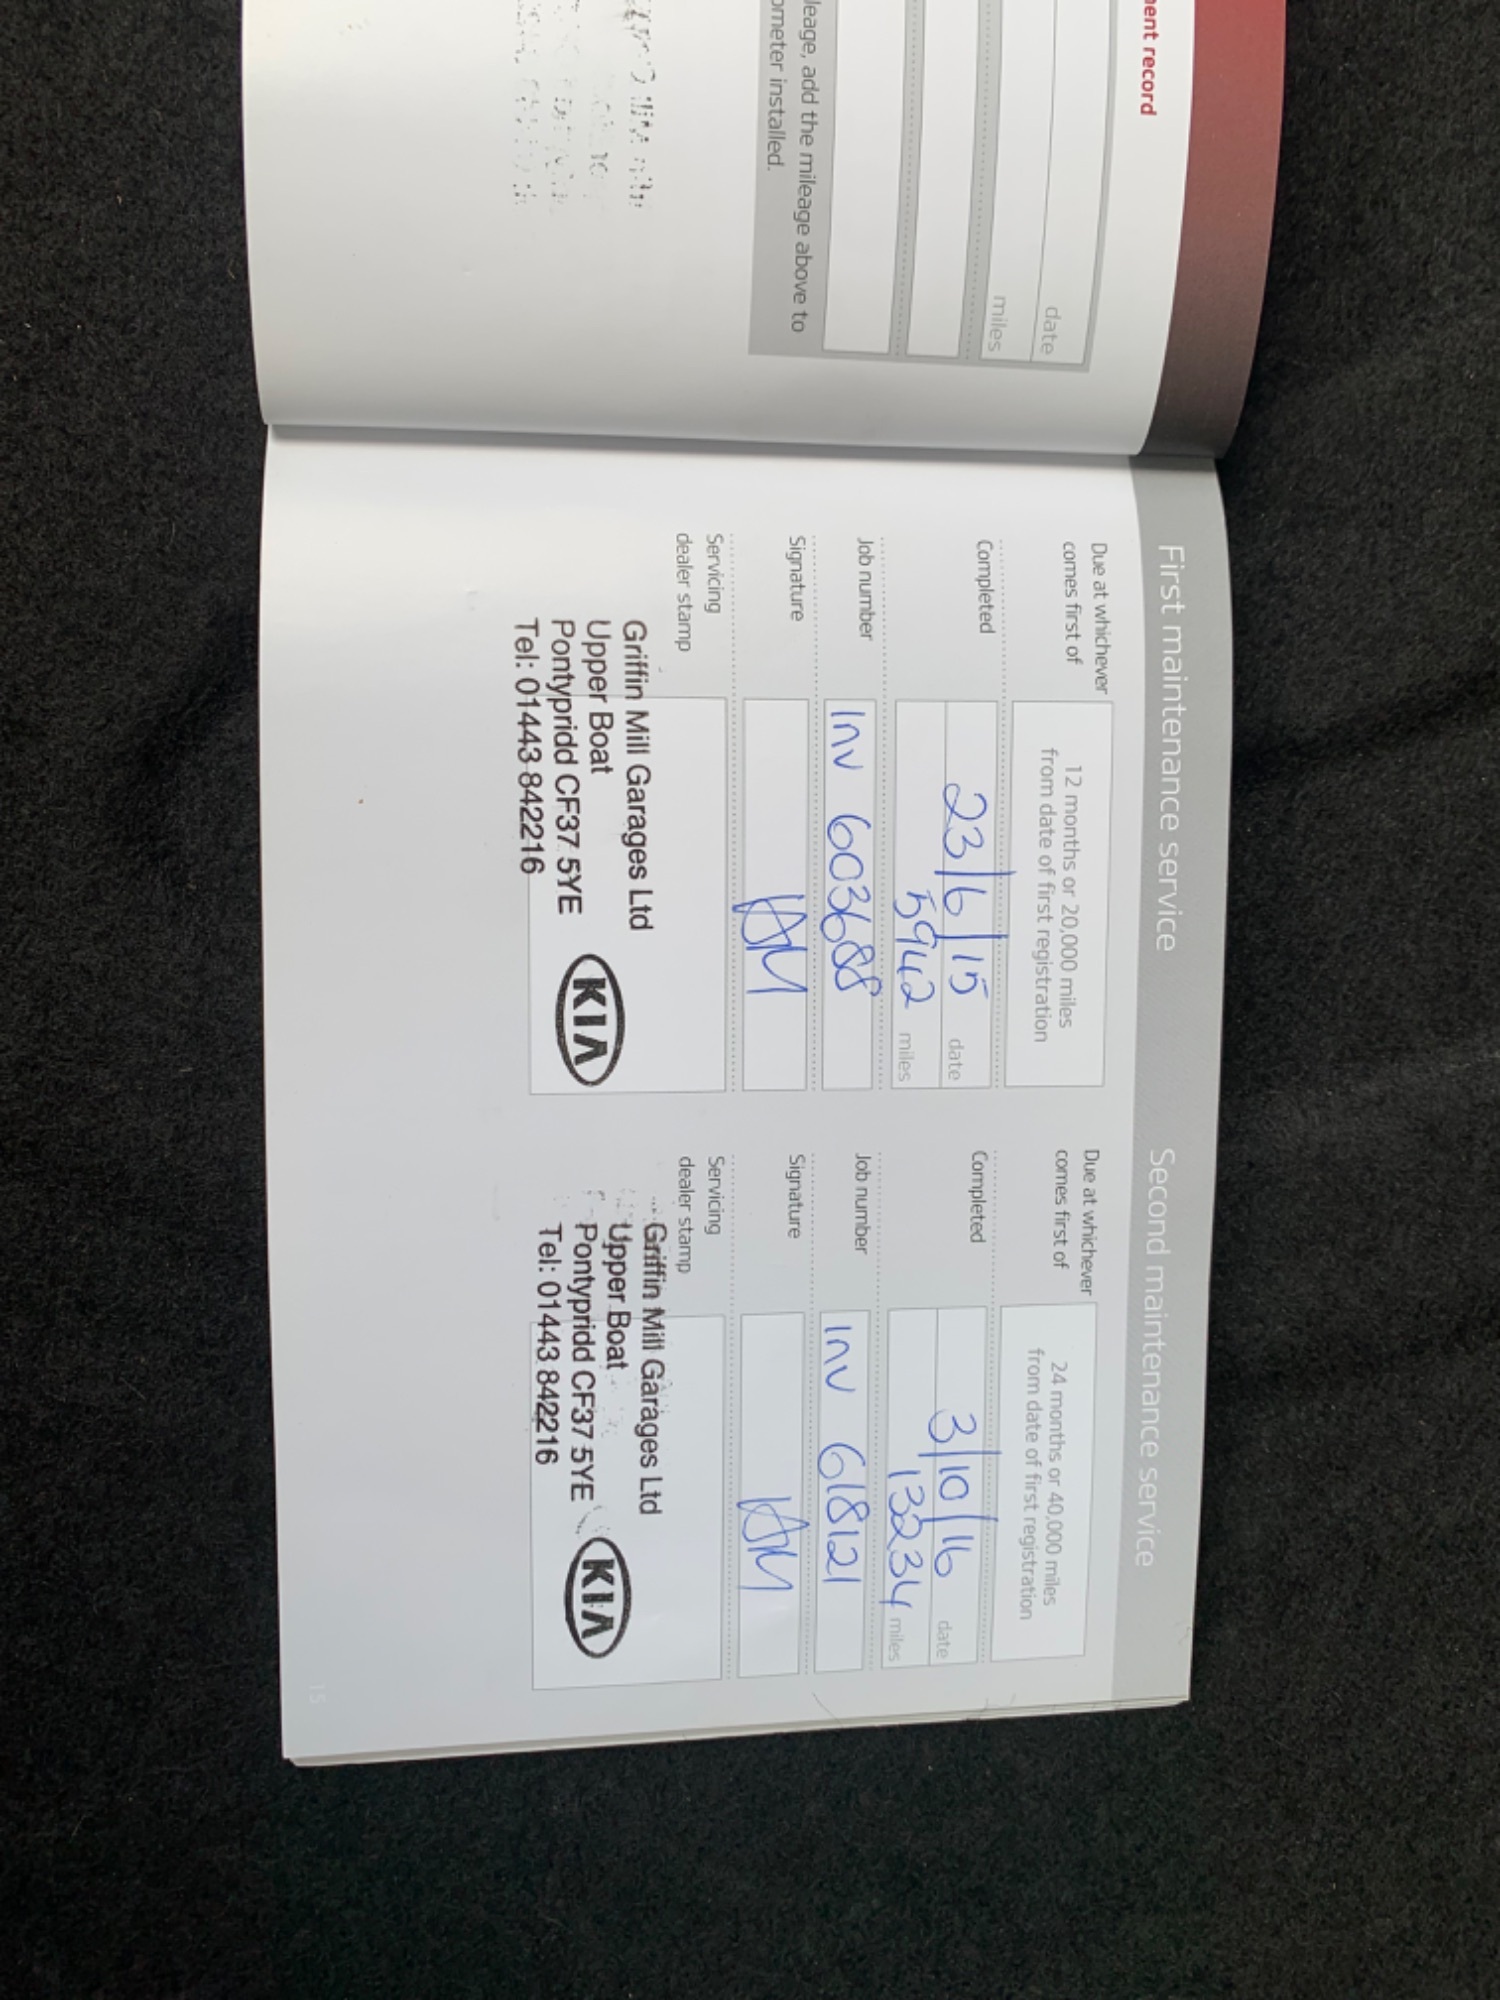 ent record
date
miles
leage, add the mileage above to
ometer installed.
First maintenance service
Due at whichever
comes first of
12 months or 20,000 miles
from date of first registration
Completed
23/6/15 date
5942 miles
Job number
Inv 603688
Signature
Servicing
dealer stamp
Griffin Mill Garages Ltd
Upper Boat
Pontypridd CF37 5YE
Tel: 01443 842216
KIA
Second maintenance service
Due at whichever
comes first of
24 months or 40,000 miles
from date of first registration
Completed
3/10/16 date
13234 miles
Job number
Inv 618121
Signature
Servicing
dealer stamp
Griffin Mill Garages Ltd
Upper Boat
Pontypridd CF37 5YE
Tel: 01443 842216
KIA
15